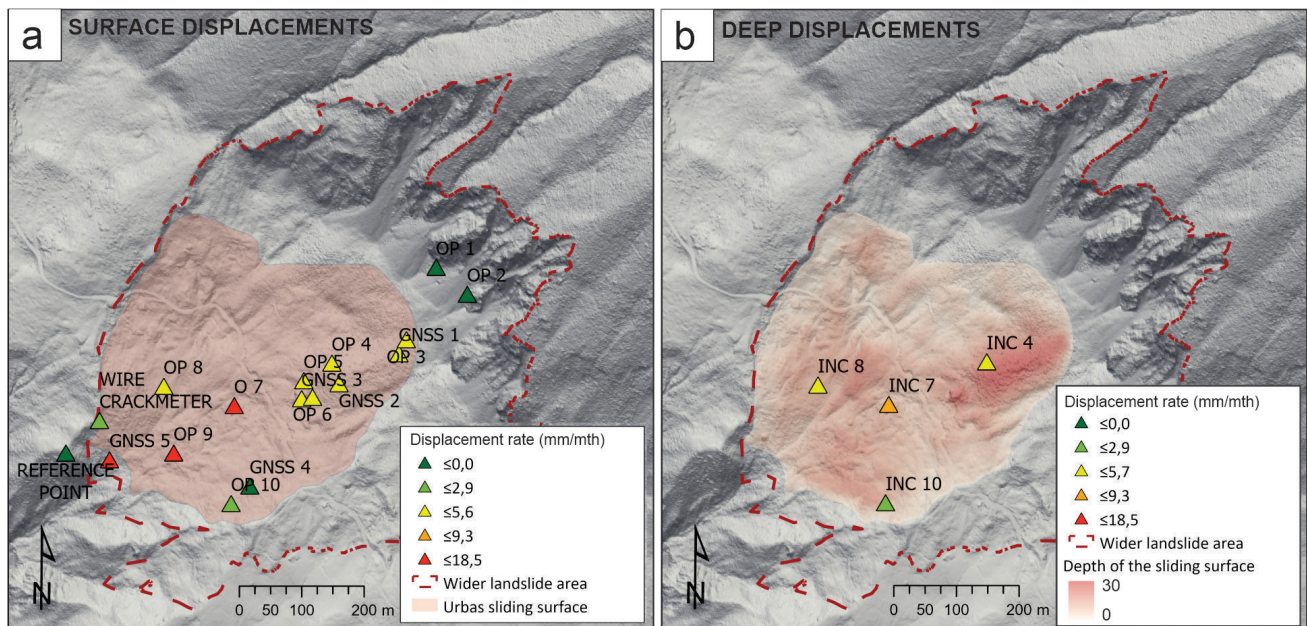 a SURFACE DISPLACEMENTS
OP 1
OP 2
GNSS 1
OP 3
OP 4
OP 5
GNSS 3
GNSS 2
OP 6
OP 8
O 7
WIRE
CRACKMETER
GNSS 5
OP 9
REFERENCE
POINT
GNSS 4
OP 10
N
0 100 200 m
Displacement rate (mm/mth)
≤0,0
≤2,9
≤5,6
≤9,3
≤18,5
Wider landslide area
Urbas sliding surface
b DEEP DISPLACEMENTS
INC 4
INC 8
INC 7
INC 10
N
0 100 200 m
Displacement rate (mm/mth)
≤0,0
≤2,9
≤5,7
≤9,3
≤18,5
Wider landslide area
Depth of the sliding surface
30
0